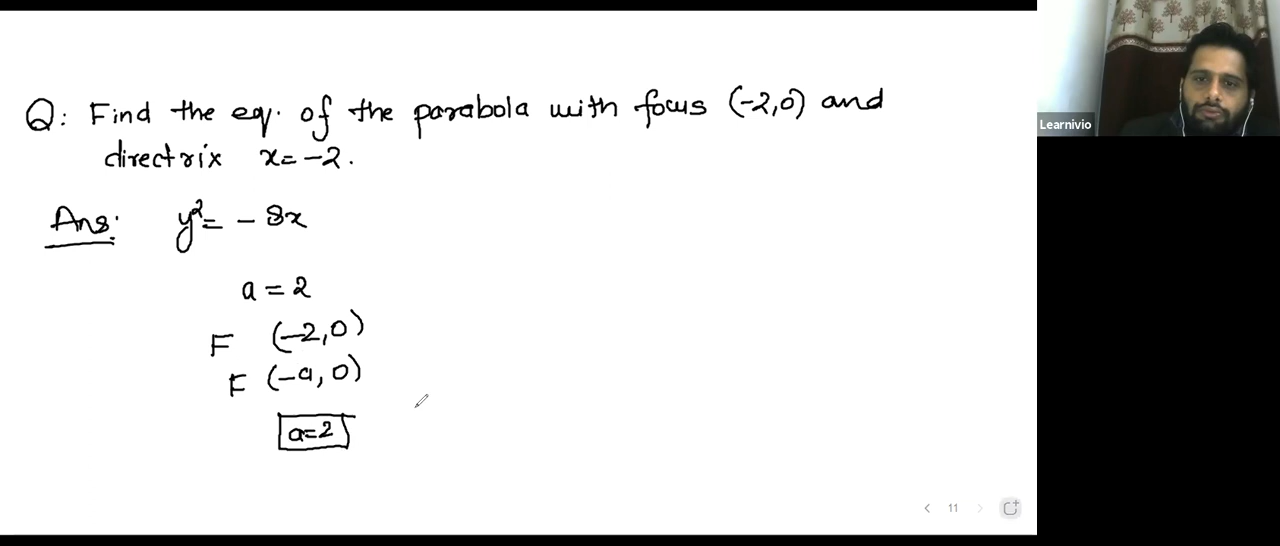 Q: Find the eq. of the parabola with focus (-2,0) and
directrix x=-2.
Ans: y²= -8x
a = 2
F (-2,0)
F (-a, 0)
a=2
Learnivio
< 11 >